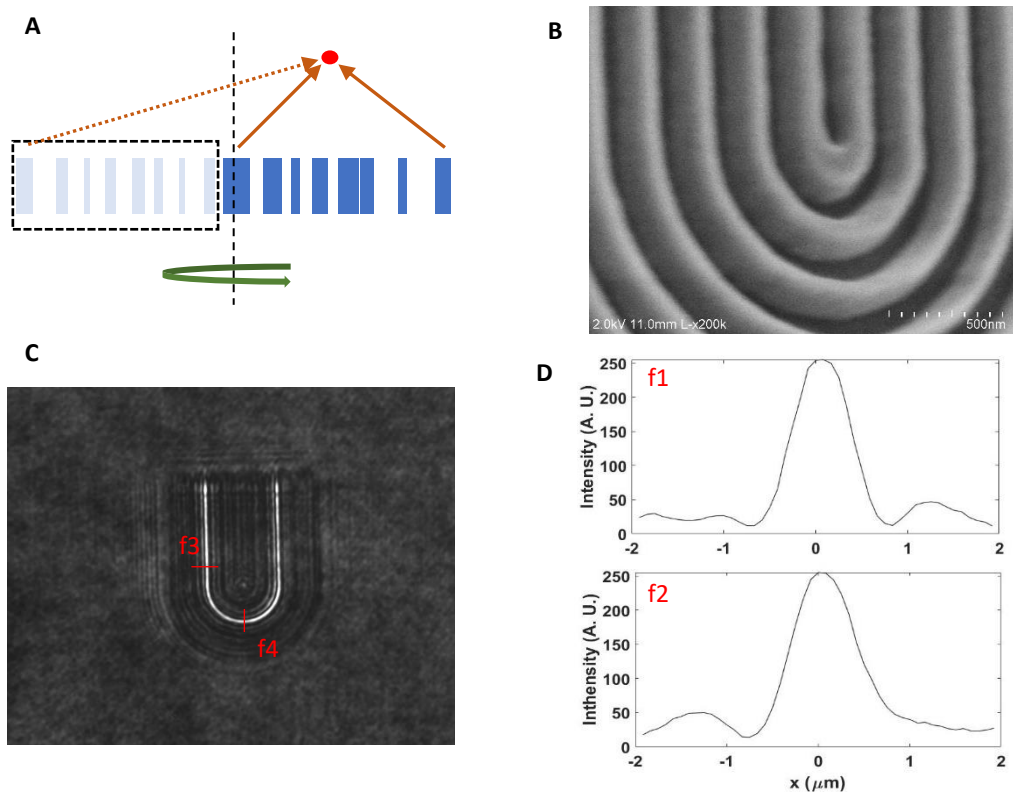 A
B
2.0kV 11.0mm L-x200k
500nm
C
f3
f4
D
f1
Intensity (A. U.)
250
200
150
100
50
0
-2
-1
0
1
2
f2
Inthensity (A. U.)
250
200
150
100
50
0
-2
-1
0
1
2
x (μm)